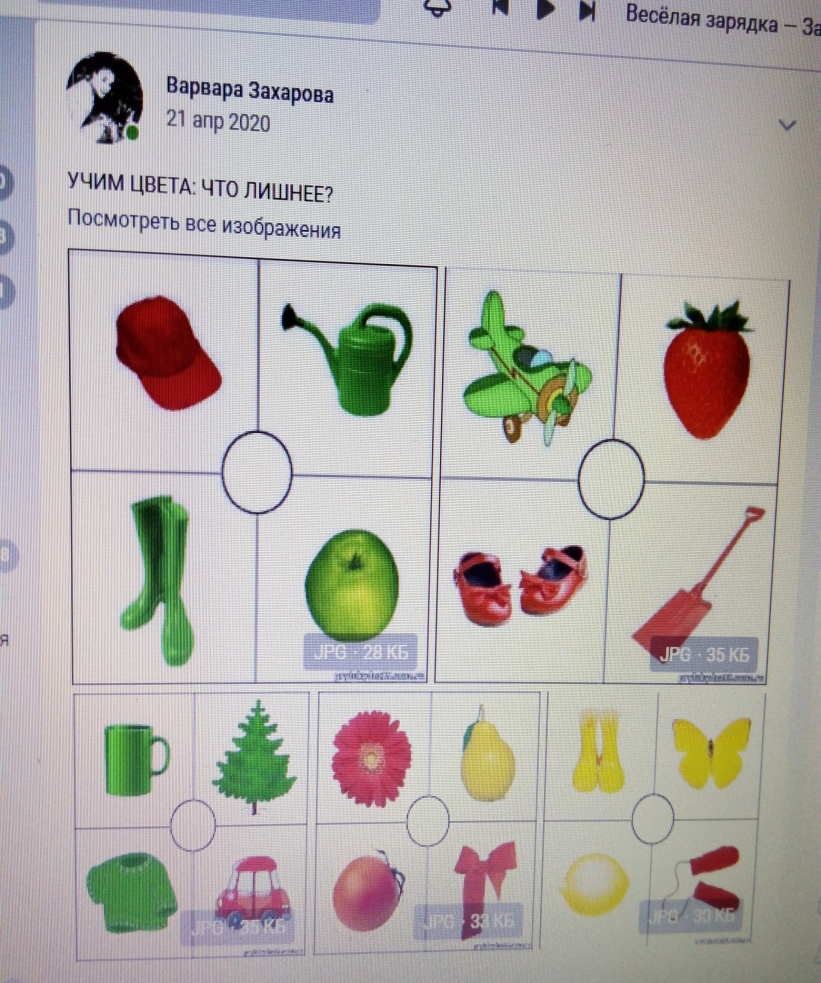 Весёлая зарядка — За
Варвара Захарова
21 апр 2020
УЧИМ ЦВЕТА: ЧТО ЛИШНЕЕ?
Посмотреть все изображения
JPG · 28 КБ
JPG · 35 КБ
я
JPG · 35 КБ
JPG · 33 КБ
JPG · 30 КБ